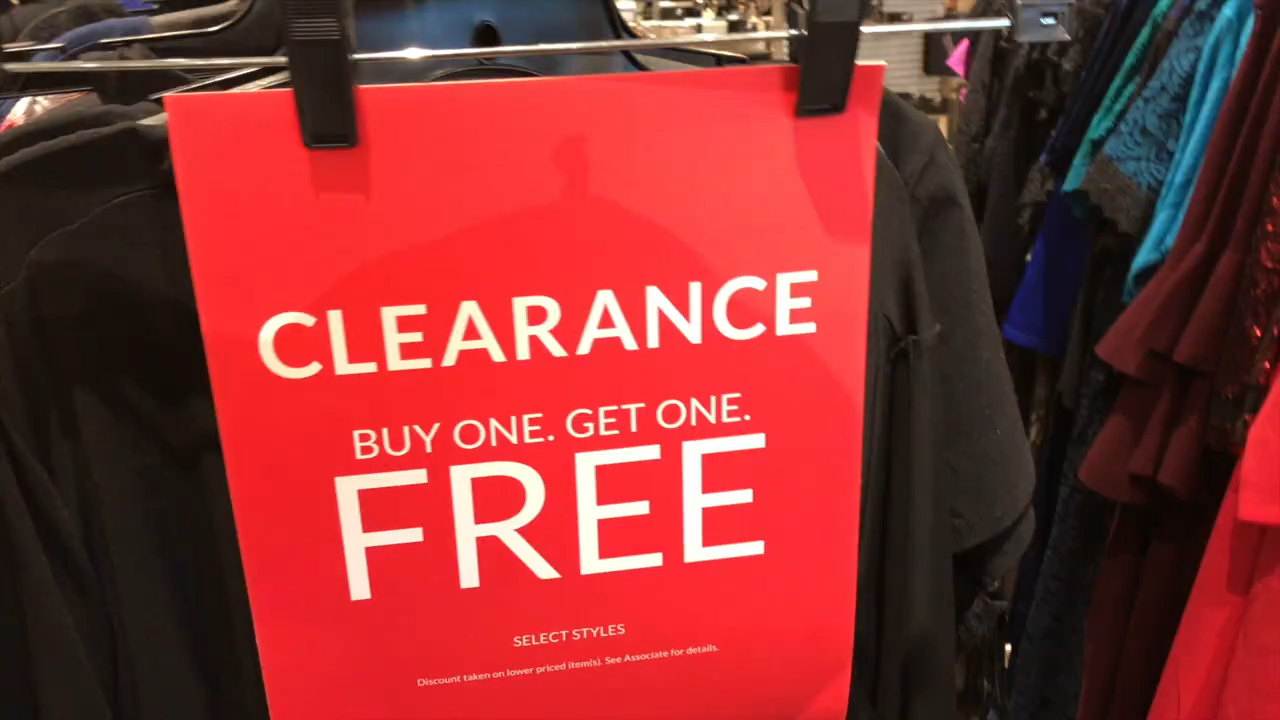 CLEARANCE
BUY ONE. GET ONE.
FREE
SELECT STYLES
Discount taken on lower priced item(s). See Associate for details.